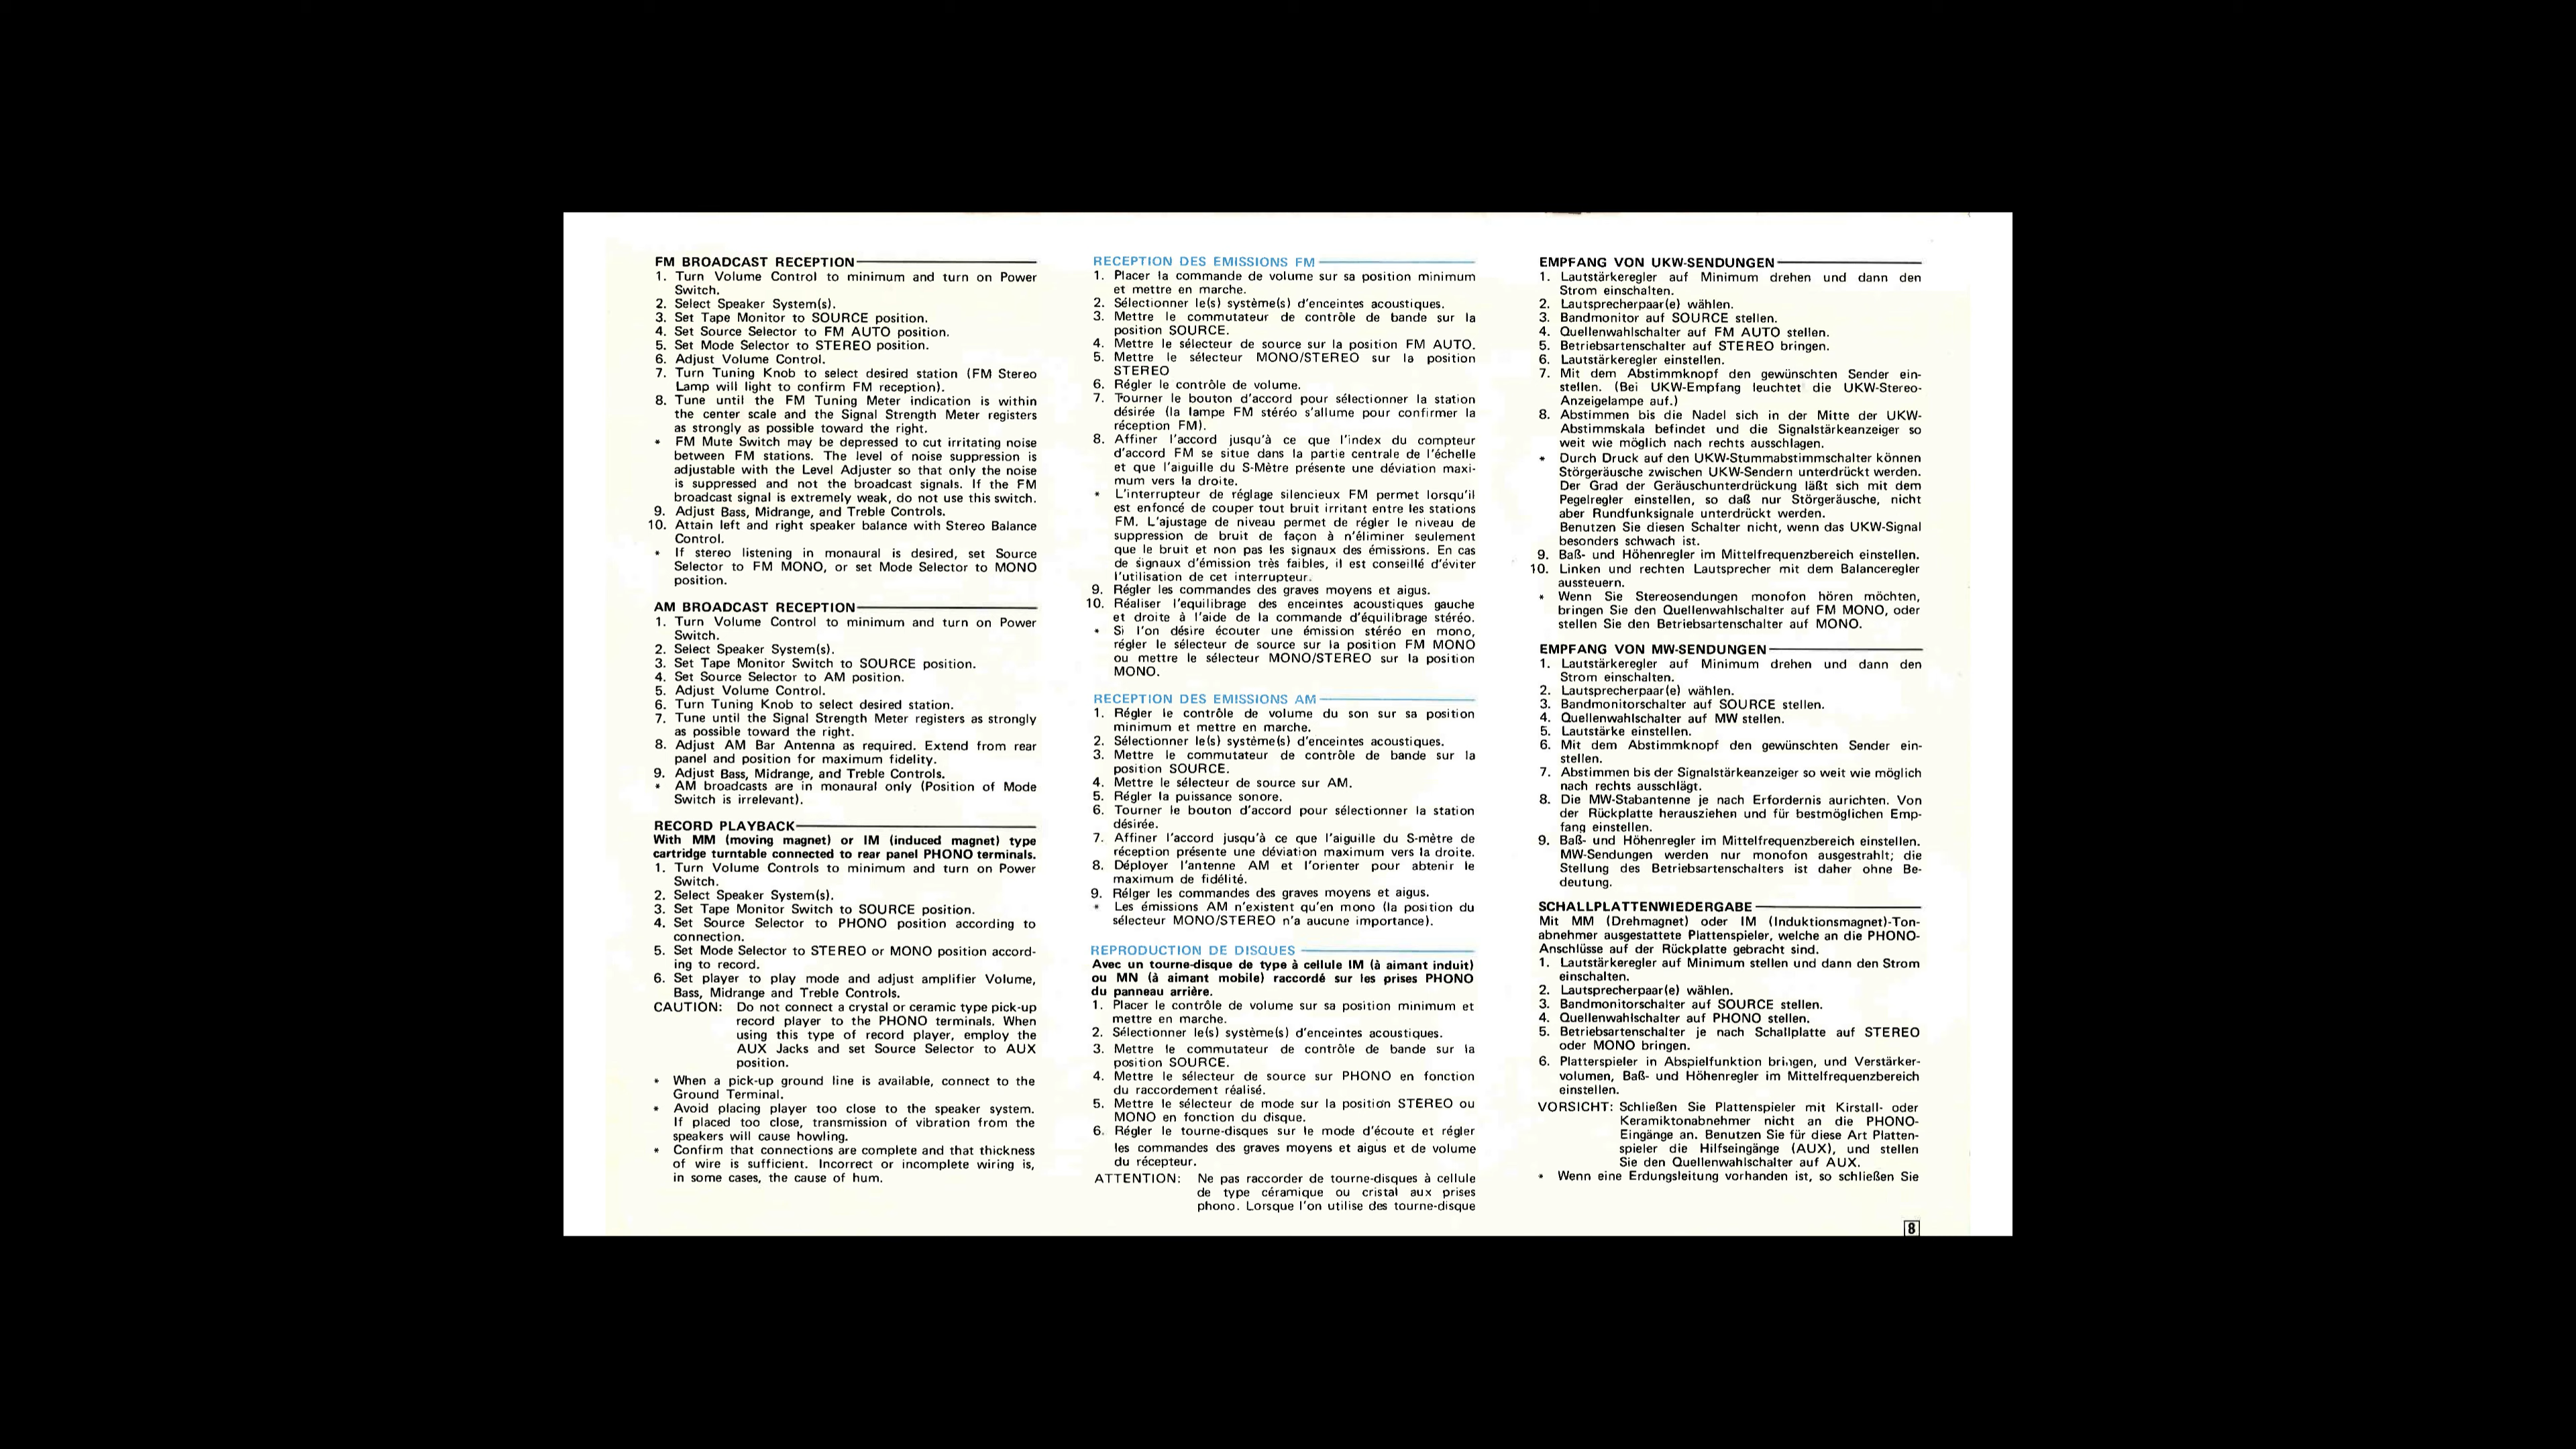 FM BROADCAST RECEPTION
1. Turn Volume Control to minimum and turn on Power
Switch.
2. Select Speaker System(s).
3. Set Tape Monitor to SOURCE position.
4. Set Source Selector to FM AUTO position.
5. Set Mode Selector to STEREO position.
6. Adjust Volume Control.
7. Turn Tuning Knob to select desired station (FM Stereo
Lamp will light to confirm FM reception).
8. Tune until the FM Tuning Meter indication is within
the center scale and the Signal Strength Meter registers
as strongly as possible toward the right.
* FM Mute Switch may be depressed to cut irritating noise
between FM stations. The level of noise suppression is
adjustable with the Level Adjuster so that only the noise
is suppressed and not the broadcast signals. If the FM
broadcast signal is extremely weak, do not use this switch.
9. Adjust Bass, Midrange, and Treble Controls.
10. Attain left and right speaker balance with Stereo Balance
Control.
* If stereo listening in monaural is desired, set Source
Selector to FM MONO, or set Mode Selector to MONO
position.
AM BROADCAST RECEPTION
1. Turn Volume Control to minimum and turn on Power
Switch.
2. Select Speaker System(s).
3. Set Tape Monitor Switch to SOURCE position.
4. Set Source Selector to AM position.
5. Adjust Volume Control.
6. Turn Tuning Knob to select desired station.
7. Tune until the Signal Strength Meter registers as strongly
as possible toward the right.
8. Adjust AM Bar Antenna as required. Extend from rear
panel and position for maximum fidelity.
9. Adjust Bass, Midrange, and Treble Controls.
* AM broadcasts are in monaural only (Position of Mode
Switch is irrelevant).
RECORD PLAYBACK
With MM (moving magnet) or IM (induced magnet) type
cartridge turntable connected to rear panel PHONO terminals.
1. Turn Volume Controls to minimum and turn on Power
Switch.
2. Select Speaker System(s).
3. Set Tape Monitor Switch to SOURCE position.
4. Set Source Selector to PHONO position according to
connection.
5. Set Mode Selector to STEREO or MONO position accord-
ing to record.
6. Set player to play mode and adjust amplifier Volume,
Bass, Midrange and Treble Controls.
CAUTION: Do not connect a crystal or ceramic type pick-up
record player to the PHONO terminals. When
using this type of record player, employ the
AUX Jacks and set Source Selector to AUX
position.
* When a pick-up ground line is available, connect to the
Ground Terminal.
* Avoid placing player too close to the speaker system.
If placed too close, transmission of vibration from the
speakers will cause howling.
* Confirm that connections are complete and that thickness
of wire is sufficient. Incorrect or incomplete wiring is,
in some cases, the cause of hum.
RECEPTION DES EMISSIONS FM
1. Placer la commande de volume sur sa position minimum
et mettre en marche.
2. Sélectionner le(s) système(s) d'enceintes acoustiques.
3. Mettre le commutateur de contrôle de bande sur la
position SOURCE.
4. Mettre le sélecteur de source sur la position FM AUTO.
5. Mettre le sélecteur MONO/STEREO sur la position
STEREO
6. Régler le contrôle de volume.
7. Tourner le bouton d'accord pour sélectionner la station
désirée (la lampe FM stéréo s'allume pour confirmer la
réception FM).
8. Affiner l'accord jusqu'à ce que l'index du compteur
d'accord FM se situe dans la partie centrale de l'échelle
et que l'aiguille du S-Mètre présente une déviation maxi-
mum vers la droite.
* L'interrupteur de réglage silencieux FM permet lorsqu'il
est enfoncé de couper tout bruit irritant entre les stations
FM. L'ajustage de niveau permet de régler le niveau de
suppression de bruit de façon à n'éliminer seulement
que le bruit et non pas les signaux des émissions. En cas
de signaux d'émission très faibles, il est conseillé d'éviter
l'utilisation de cet interrupteur.
9. Régler les commandes des graves moyens et aigus.
10. Réaliser l'equilibrage des enceintes acoustiques gauche
et droite à l'aide de la commande d'équilibrage stéréo.
* Si l'on désire écouter une émission stéréo en mono,
régler le sélecteur de source sur la position FM MONO
ou mettre le sélecteur MONO/STEREO sur la position
MONO.
RECEPTION DES EMISSIONS AM
1. Régler le contrôle de volume du son sur sa position
minimum et mettre en marche.
2. Sélectionner le(s) système(s) d'enceintes acoustiques.
3. Mettre le commutateur de contrôle de bande sur la
position SOURCE.
4. Mettre le sélecteur de source sur AM.
5. Régler la puissance sonore.
6. Tourner le bouton d'accord pour sélectionner la station
désirée.
7. Affiner l'accord jusqu'à ce que l'aiguille du S-mètre de
réception présente une déviation maximum vers la droite.
8. Déployer l'antenne AM et l'orienter pour abtenir le
maximum de fidélité.
9. Rélger les commandes des graves moyens et aigus.
* Les émissions AM n'existent qu'en mono (la position du
sélecteur MONO/STEREO n'a aucune importance).
REPRODUCTION DE DISQUES
Avec un tourne-disque de type à cellule IM (à aimant induit)
ou MN (à aimant mobile) raccordé sur les prises PHONO
du panneau arrière.
1. Placer le contrôle de volume sur sa position minimum et
mettre en marche.
2. Sélectionner le(s) système(s) d'enceintes acoustiques.
3. Mettre le commutateur de contrôle de bande sur la
position SOURCE.
4. Mettre le sélecteur de source sur PHONO en fonction
du raccordement réalisé.
5. Mettre le sélecteur de mode sur la position STEREO ou
MONO en fonction du disque.
6. Régler le tourne-disques sur le mode d'écoute et régler
les commandes des graves moyens et aigus et de volume
du récepteur.
ATTENTION: Ne pas raccorder de tourne-disques à cellule
de type céramique ou cristal aux prises
phono. Lorsque l'on utilise des tourne-disque
EMPFANG VON UKW-SENDUNGEN
1. Lautstärkeregler auf Minimum drehen und dann den
Strom einschalten.
2. Lautsprecherpaar(e) wählen.
3. Bandmonitor auf SOURCE stellen.
4. Quellenwahlschalter auf FM AUTO stellen.
5. Betriebsartenschalter auf STEREO bringen.
6. Lautstärkeregler einstellen.
7. Mit dem Abstimmknopf den gewünschten Sender ein-
stellen. (Bei UKW-Empfang leuchtet die UKW-Stereo-
Anzeigelampe auf.)
8. Abstimmen bis die Nadel sich in der Mitte der UKW-
Abstimmskala befindet und die Signalstärkeanzeiger so
weit wie möglich nach rechts ausschlagen.
* Durch Druck auf den UKW-Stummabstimmschalter können
Störgeräusche zwischen UKW-Sendern unterdrückt werden.
Der Grad der Geräuschunterdrückung läßt sich mit dem
Pegelregler einstellen, so daß nur Störgeräusche, nicht
aber Rundfunksignale unterdrückt werden.
Benutzen Sie diesen Schalter nicht, wenn das UKW-Signal
besonders schwach ist.
9. Baß- und Höhenregler im Mittelfrequenzbereich einstellen.
10. Linken und rechten Lautsprecher mit dem Balanceregler
aussteuern.
* Wenn Sie Stereosendungen monofon hören möchten,
bringen Sie den Quellenwahlschalter auf FM MONO, oder
stellen Sie den Betriebsartenschalter auf MONO.
EMPFANG VON MW-SENDUNGEN
1. Lautstärkeregler auf Minimum drehen und dann den
Strom einschalten.
2. Lautsprecherpaar(e) wählen.
3. Bandmonitorschalter auf SOURCE stellen.
4. Quellenwahlschalter auf MW stellen.
5. Lautstärke einstellen.
6. Mit dem Abstimmknopf den gewünschten Sender ein-
stellen.
7. Abstimmen bis der Signalstärkeanzeiger so weit wie möglich
nach rechts ausschlägt.
8. Die MW-Stabantenne je nach Erfordernis aurichten. Von
der Rückplatte herausziehen und für bestmöglichen Emp-
fang einstellen.
9. Baß- und Höhenregler im Mittelfrequenzbereich einstellen.
MW-Sendungen werden nur monofon ausgestrahlt; die
Stellung des Betriebsartenschalters ist daher ohne Be-
deutung.
SCHALLPLATTENWIEDERGABE
Mit MM (Drehmagnet) oder IM (Induktionsmagnet)-Ton-
abnehmer ausgestattete Plattenspieler, welche an die PHONO-
Anschlüsse auf der Rückplatte gebracht sind.
1. Lautstärkeregler auf Minimum stellen und dann den Strom
einschalten.
2. Lautsprecherpaar(e) wählen.
3. Bandmonitorschalter auf SOURCE stellen.
4. Quellenwahlschalter auf PHONO stellen.
5. Betriebsartenschalter je nach Schallplatte auf STEREO
oder MONO bringen.
6. Platterspieler in Abspielfunktion bringen, und Verstärker-
volumen, Baß- und Höhenregler im Mittelfrequenzbereich
einstellen.
VORSICHT: Schließen Sie Plattenspieler mit Kirstall- oder
Keramiktonabnehmer nicht an die PHONO-
Eingänge an. Benutzen Sie für diese Art Platten-
spieler die Hilfseingänge (AUX), und stellen
Sie den Quellenwahlschalter auf AUX.
* Wenn eine Erdungsleitung vorhanden ist, so schließen Sie
8